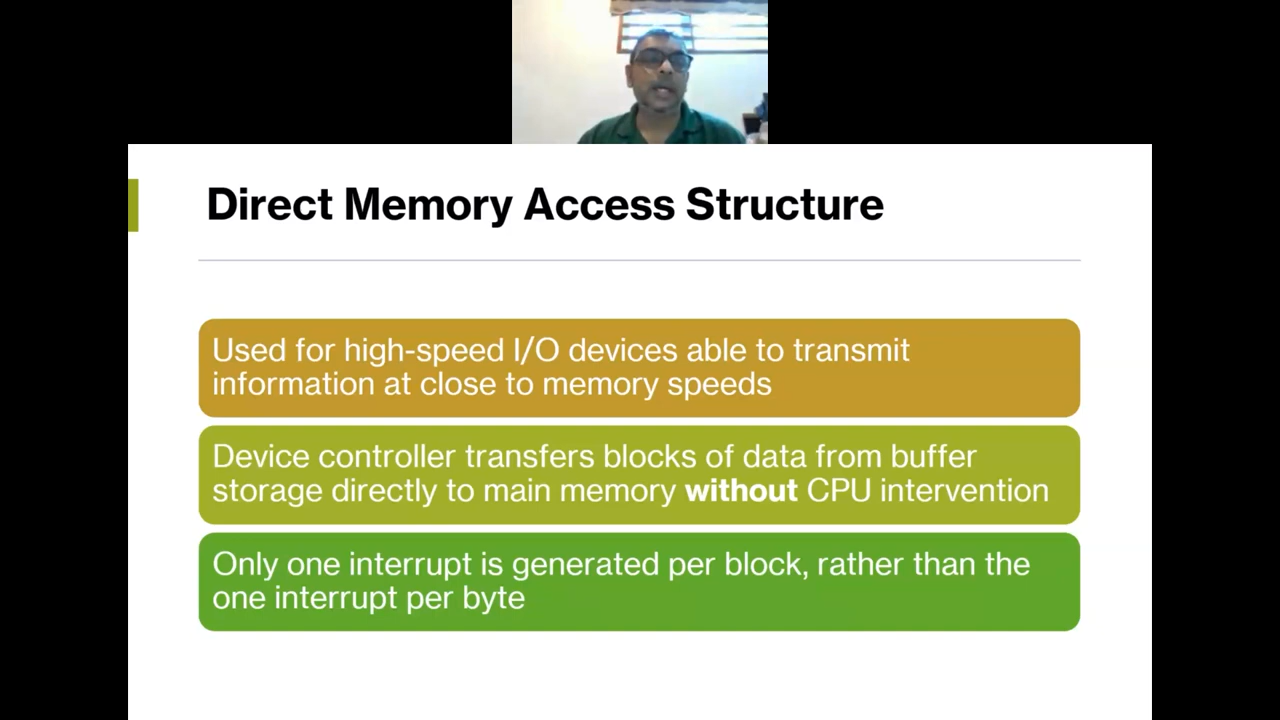 Direct Memory Access Structure
Used for high-speed I/O devices able to transmit
information at close to memory speeds
Device controller transfers blocks of data from buffer
storage directly to main memory without CPU intervention
Only one interrupt is generated per block, rather than the
one interrupt per byte